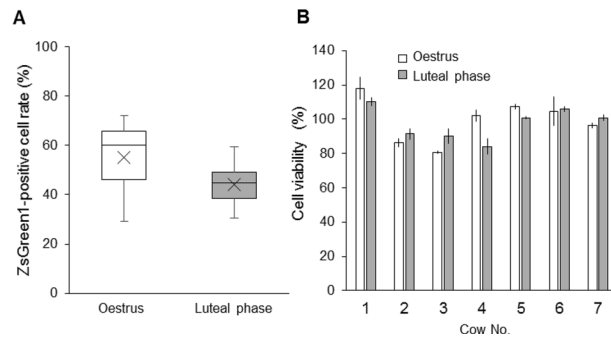 A
ZsGreen1-positive cell rate (%)
100
80
60
40
20
0
Oestrus
Luteal phase
B
Cell viability (%)
140
120
100
80
60
40
20
0
Oestrus
Luteal phase
1 2 3 4 5 6 7
Cow No.